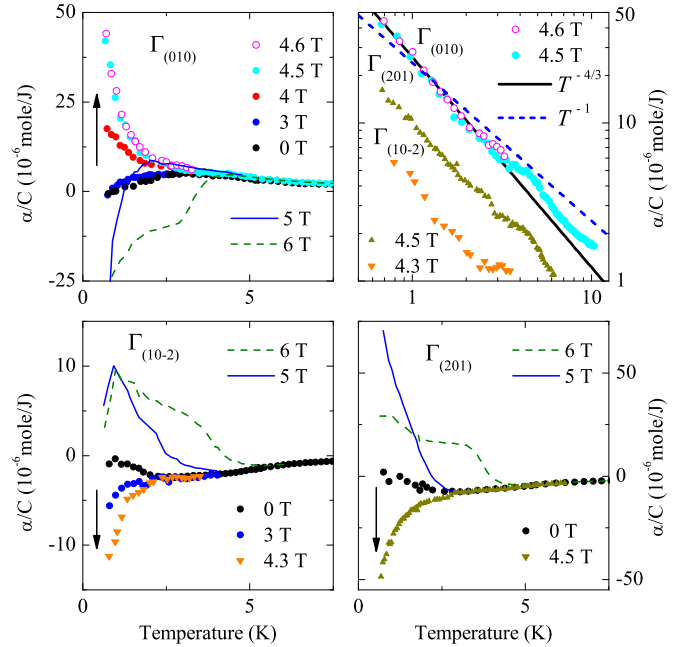 50
25
0
-25
0
5
α/C (10⁻⁶mole/J)
Γ(010)
4.6 T
4.5 T
4 T
3 T
0 T
5 T
6 T
Γ(010)
Γ(201)
Γ(10-2)
4.6 T
4.5 T
T⁻⁴/³
T⁻¹
4.5 T
4.3 T
1
10
50
10
1
α/C (10⁻⁶mole/J)
10
0
-10
0
5
α/C (10⁻⁶mole/J)
Γ(10-2)
6 T
5 T
0 T
3 T
4.3 T
Temperature (K)
Γ(201)
6 T
5 T
0 T
4.5 T
50
0
-50
0
5
α/C (10⁻⁶mole/J)
Temperature (K)